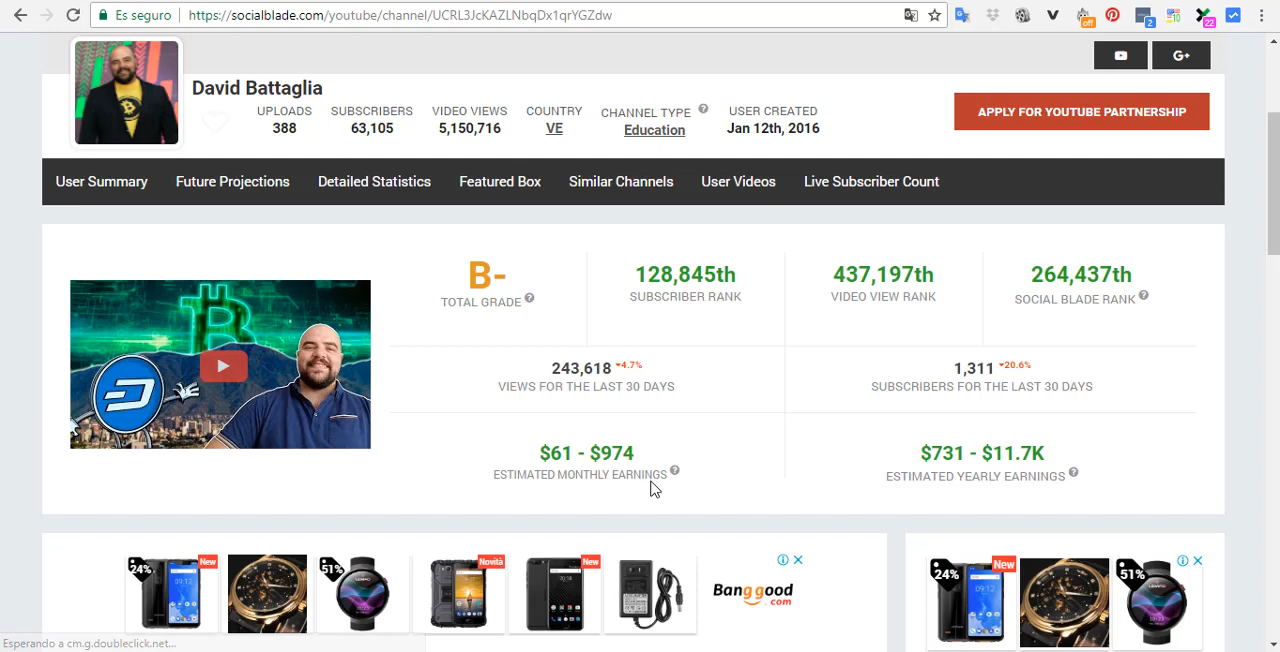 Es seguro https://socialblade.com/youtube/channel/UCRL3JcKAZLNbqDx1qrYGZdw
off 2 10 22
David Battaglia
UPLOADS SUBSCRIBERS VIDEO VIEWS COUNTRY CHANNEL TYPE ? USER CREATED
388 63,105 5,150,716 VE Education Jan 12th, 2016
G+
APPLY FOR YOUTUBE PARTNERSHIP
User Summary Future Projections Detailed Statistics Featured Box Similar Channels User Videos Live Subscriber Count
B- 128,845th 437,197th 264,437th
TOTAL GRADE ? SUBSCRIBER RANK VIDEO VIEW RANK SOCIAL BLADE RANK ?
243,618 4.7% 1,311 20.6%
VIEWS FOR THE LAST 30 DAYS SUBSCRIBERS FOR THE LAST 30 DAYS
$61 - $974 $731 - $11.7K
ESTIMATED MONTHLY EARNINGS ? ESTIMATED YEARLY EARNINGS ?
24% New 51% Novità New 24% New 51%
Banggood
.com
Esperando a cm.g.doubleclick.net...